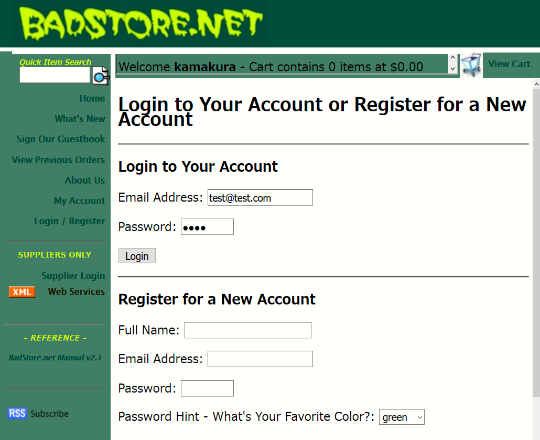 BADSTORE.NET
Quick Item Search
Welcome kamakura - Cart contains 0 items at $0.00
View Cart
Home
What's New
Sign Our Guestbook
View Previous Orders
About Us
My Account
Login / Register
SUPPLIERS ONLY
Supplier Login
XML Web Services
- REFERENCE -
BadStore.net Manual v2.1
RSS Subscribe
Login to Your Account or Register for a New
Account
Login to Your Account
Email Address: test@test.com
Password: ●●●●
Login
Register for a New Account
Full Name:
Email Address:
Password:
Password Hint - What's Your Favorite Color?: green